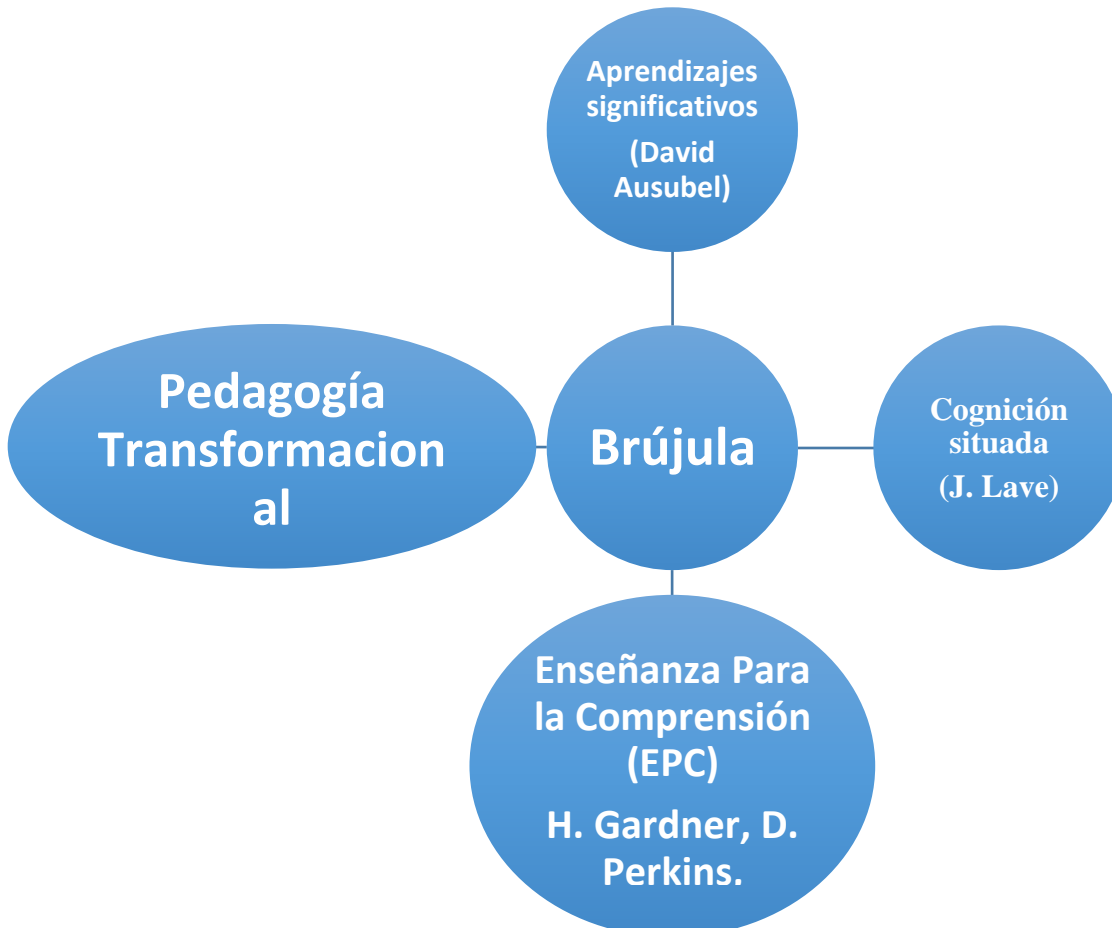 Aprendizajes
significativos
(David
Ausubel)
Pedagogía
Transformacion
al
Brújula
Cognición
situada
(J. Lave)
Enseñanza Para
la Comprensión
(EPC)
H. Gardner, D.
Perkins.